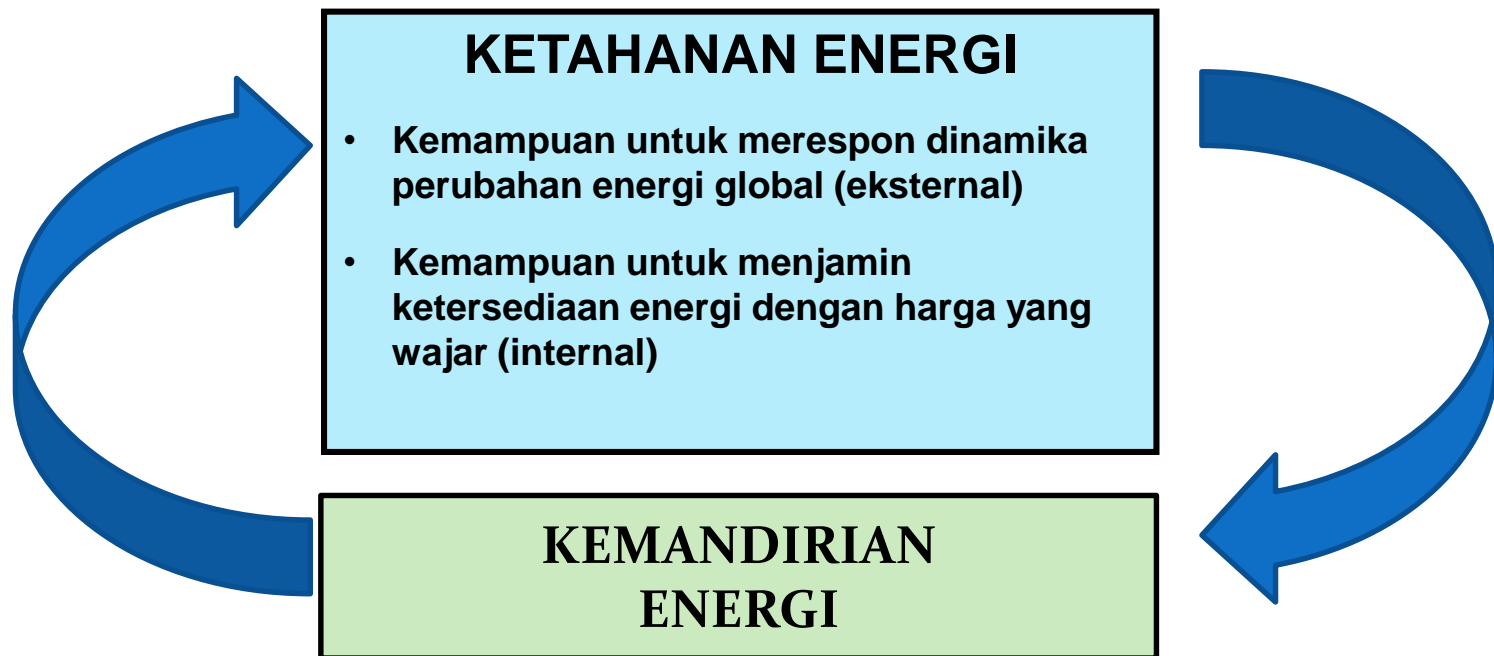 KETAHANAN ENERGI
• Kemampuan untuk merespon dinamika
perubahan energi global (eksternal)
• Kemampuan untuk menjamin
ketersediaan energi dengan harga yang
wajar (internal)
KEMANDIRIAN
ENERGI